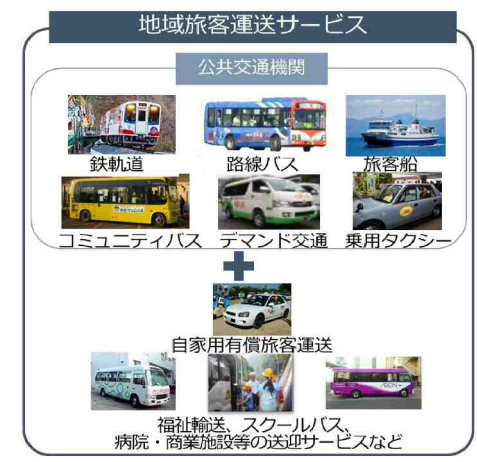 地域旅客運送サービス
公共交通機関
鉄軌道
路線バス
旅客船
コミュニティバス
デマンド交通
乗用タクシー
自家用有償旅客運送
福祉輸送、スクールバス、
病院・商業施設等の送迎サービスなど